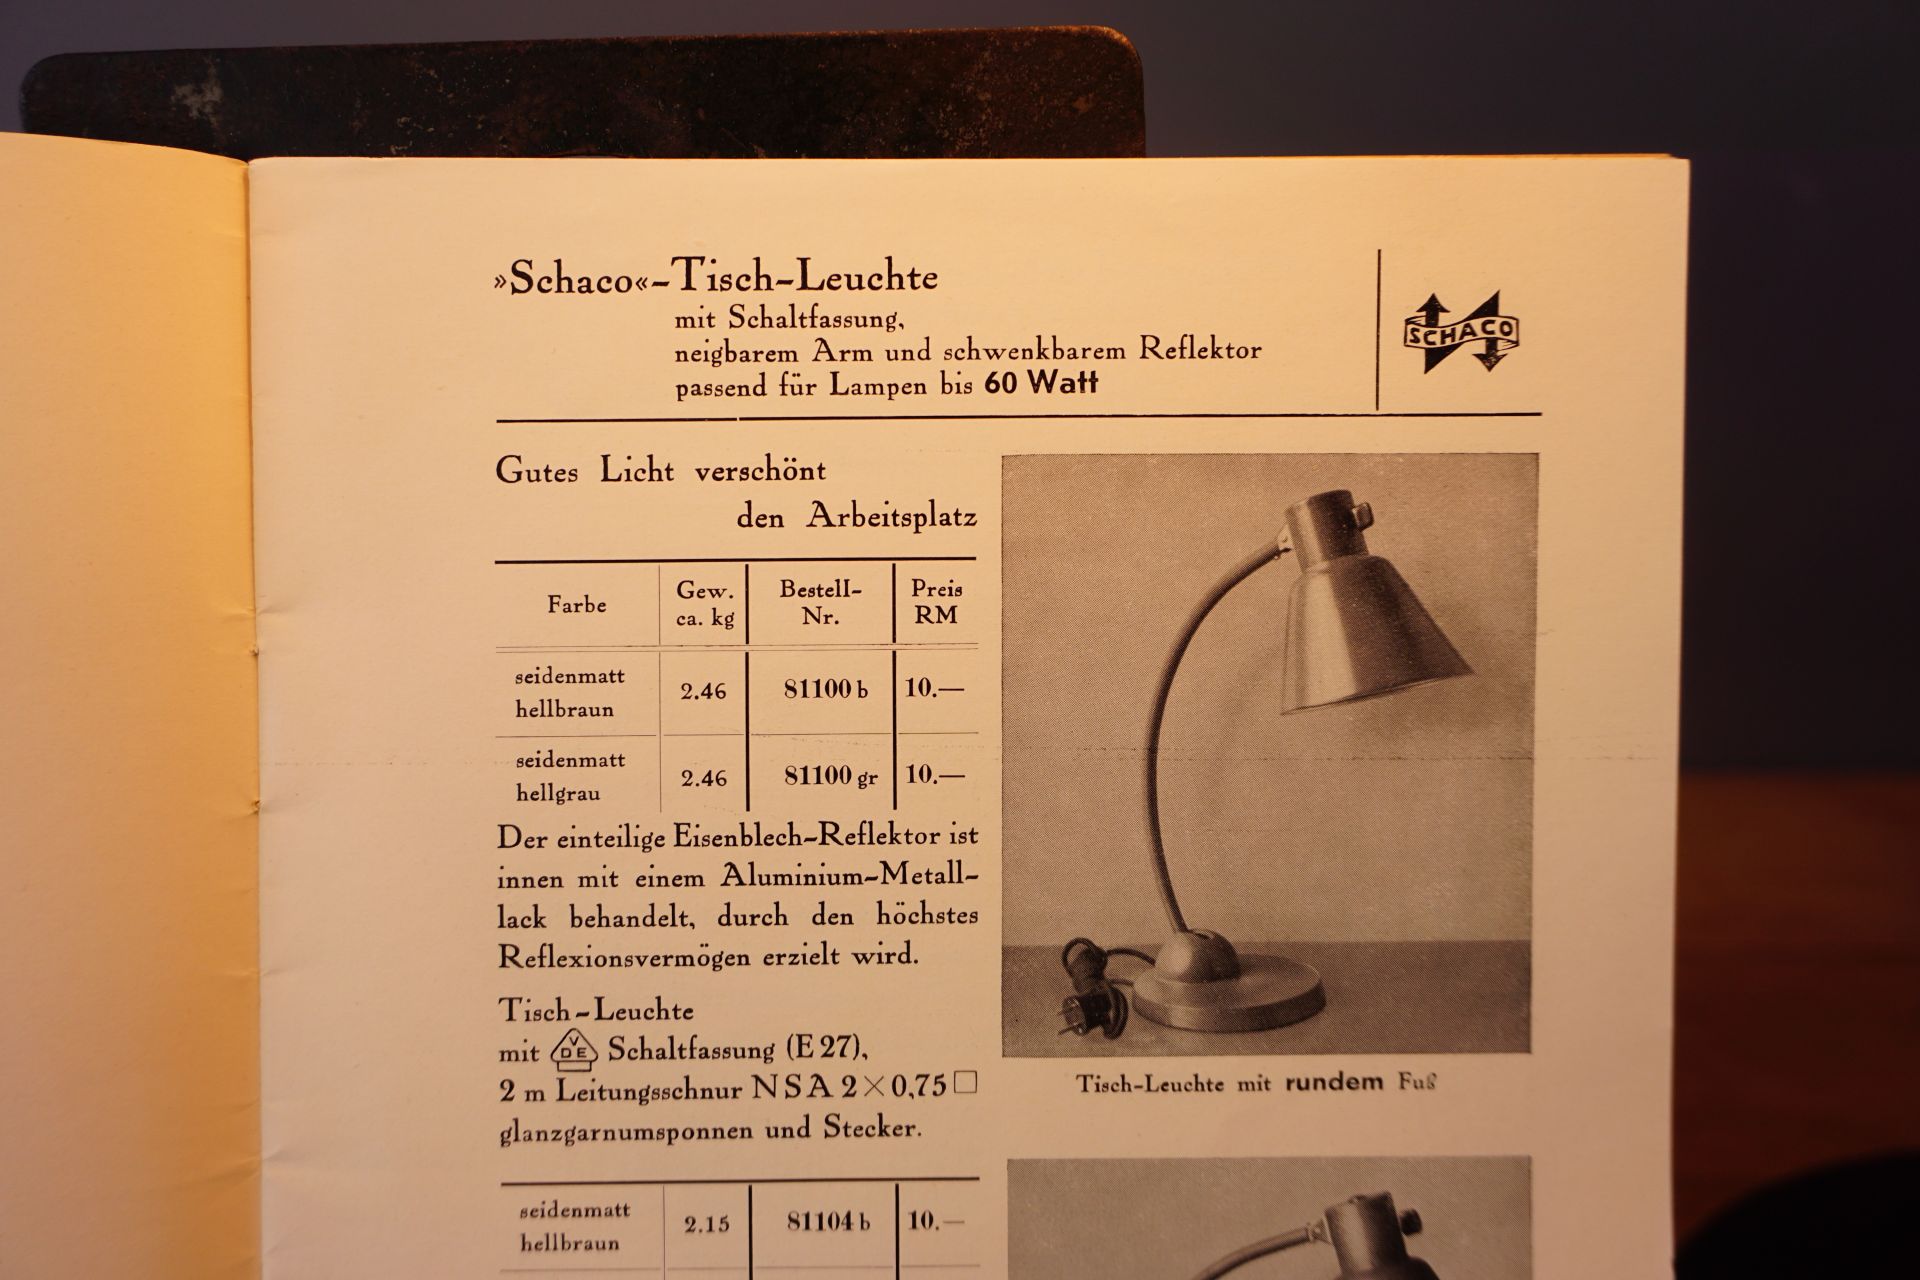 »Schaco«-Tisch-Leuchte
mit Schaltfassung,
neigbarem Arm und schwenkbarem Reflektor
passend für Lampen bis 60 Watt
SCHACO
Gutes Licht verschönt
den Arbeitsplatz
Farbe Gew. ca. kg Bestell-Nr. Preis RM
seidenmatt hellbraun 2.46 81100 b 10.—
seidenmatt hellgrau 2.46 81100 gr 10.—
Der einteilige Eisenblech-Reflektor ist
innen mit einem Aluminium-Metall-
lack behandelt, durch den höchstes
Reflexionsvermögen erzielt wird.
Tisch-Leuchte
mit VDE Schaltfassung (E 27),
2 m Leitungsschnur NSA 2×0,75 □
glanzgarnumsponnen und Stecker.
Tisch-Leuchte mit rundem Fuß
seidenmatt hellbraun 2.15 81104 b 10.—